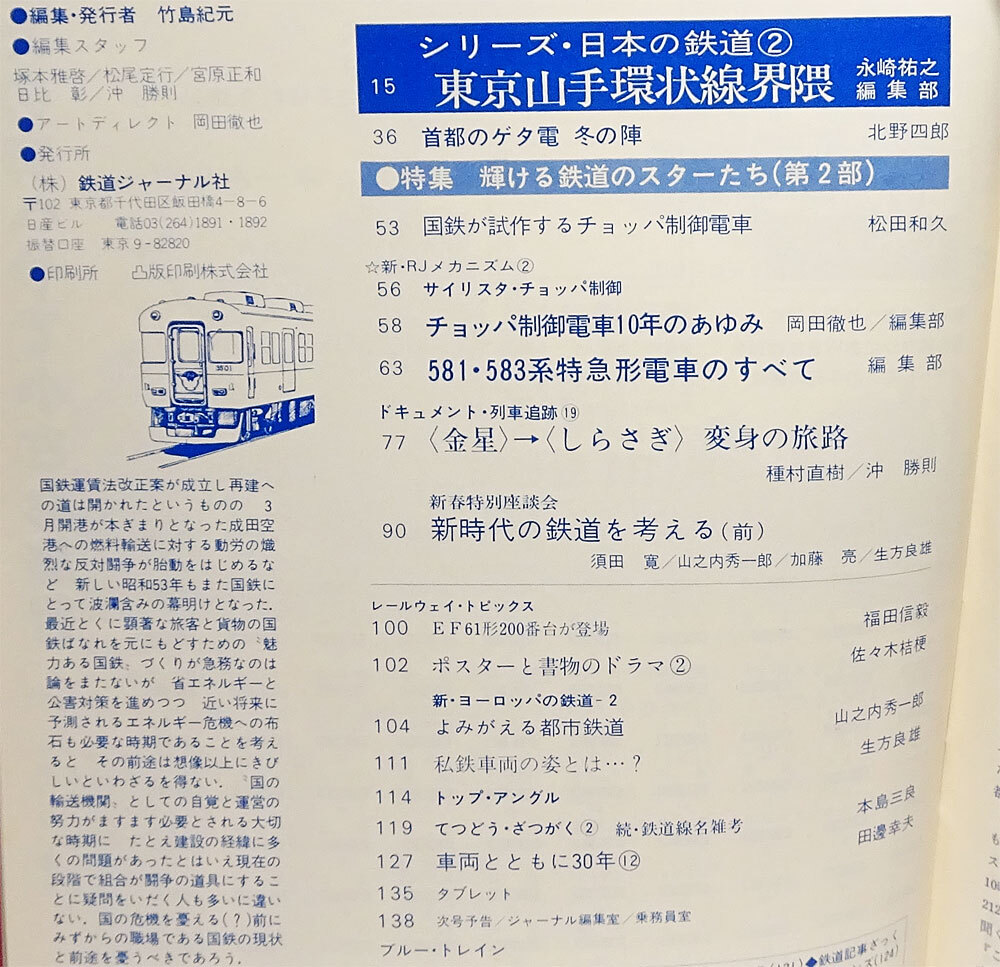 ●編集・発行者 竹島紀元
●編集スタッフ
塚本雅啓／松尾定行／宮原正和
日比 彰／沖 勝則
●アートディレクト 岡田徹也
●発行所
(株) 鉄道ジャーナル社
〒102 東京都千代田区飯田橋4-8-6
日産ビル 電話03(264)1891・1892
振替口座 東京9-82820
●印刷所 凸版印刷株式会社
3501
国鉄運賃法改正案が成立し再建へ
の道は開かれたというものの 3
月開港が本ぎまりとなった成田空
港への燃料輸送に対する動労の熾
烈な反対闘争が胎動をはじめるな
ど 新しい昭和53年もまた国鉄に
とって波瀾含みの幕明けとなった.
最近とくに顕著な旅客と貨物の国
鉄ばなれを元にもどすための〝魅
力ある国鉄〟づくりが急務なのは
論をまたないが 省エネルギーと
公害対策を進めつつ 近い将来に
予測されるエネルギー危機への布
石も必要な時期であることを考え
ると その前途は想像以上にきび
しいといわざるを得ない. 〝国の
輸送機関〟としての自覚と運営の
努力がますます必要とされる大切
な時期に たとえ建設の経緯に多
くの問題があったとはいえ現在の
段階で組合が闘争の道具にするこ
とに疑問をいだく人も多いに違い
ない. 国の危機を憂える(？)前に
みずからの職場である国鉄の現状
と前途を憂うべきであろう.
シリーズ・日本の鉄道②
15 東京山手環状線界隈 永崎祐之 編集部
36 首都のゲタ電 冬の陣 北野四郎
●特集 輝ける鉄道のスターたち(第2部)
53 国鉄が試作するチョッパ制御電車 松田和久
☆新・RJメカニズム②
56 サイリスタ・チョッパ制御
58 チョッパ制御電車10年のあゆみ 岡田徹也／編集部
63 581・583系特急形電車のすべて 編集部
ドキュメント・列車追跡⑲
77 〈金星〉→〈しらさぎ〉 変身の旅路
種村直樹／沖 勝則
新春特別座談会
90 新時代の鉄道を考える(前)
須田 寛／山之内秀一郎／加藤 亮／生方良雄
レールウェイ・トピックス
100 EF61形200番台が登場 福田信毅
102 ポスターと書物のドラマ② 佐々木桔梗
新・ヨーロッパの鉄道-2
104 よみがえる都市鉄道 山之内秀一郎
111 私鉄車両の姿とは…？ 生方良雄
114 トップ・アングル
119 てつどう・ざつがく② 続・鉄道線名雑考 本島三良
127 車両とともに30年⑫ 田邊幸夫
135 タブレット
138 次号予告／ジャーナル編集室／乗務員室
ブルー・トレイン
◆鉄道記事ざっく
(124)